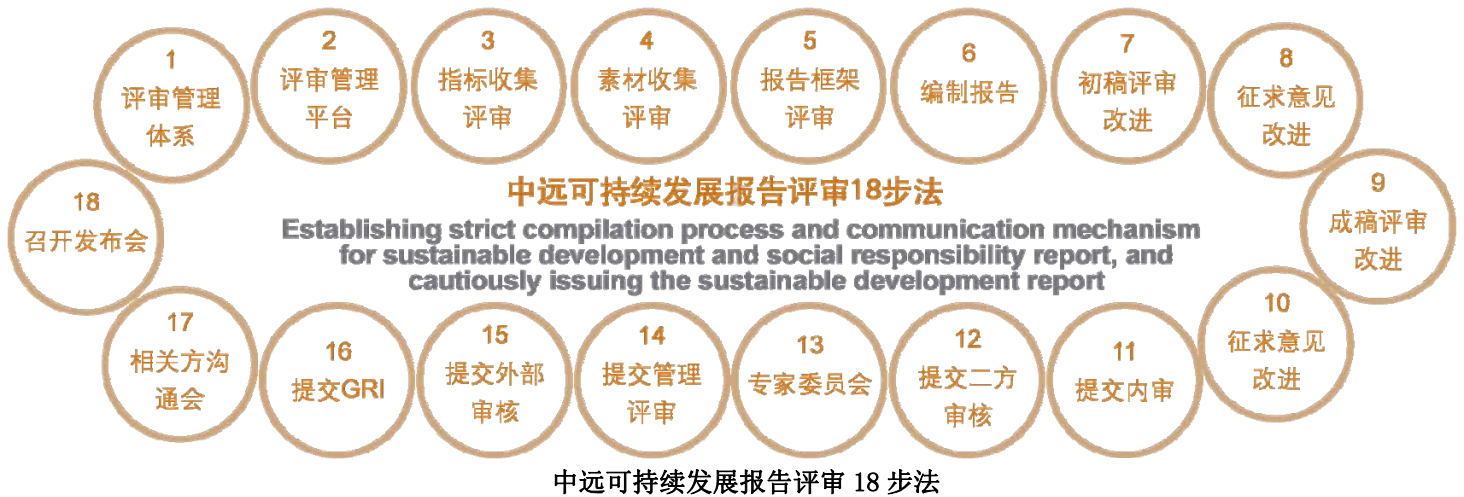 1
评审管理
体系
2
评审管理
平台
3
指标收集
评审
4
素材收集
评审
5
报告框架
评审
6
编制报告
7
初稿评审
改进
8
征求意见
改进
9
成稿评审
改进
10
征求意见
改进
11
提交内审
12
提交二方
审核
13
专家委员会
14
提交管理
评审
15
提交外部
审核
16
提交GRI
17
相关方沟
通会
18
召开发布会
中远可持续发展报告评审18步法
Establishing strict compilation process and communication mechanism
for sustainable development and social responsibility report, and
cautiously issuing the sustainable development report
中远可持续发展报告评审 18 步法